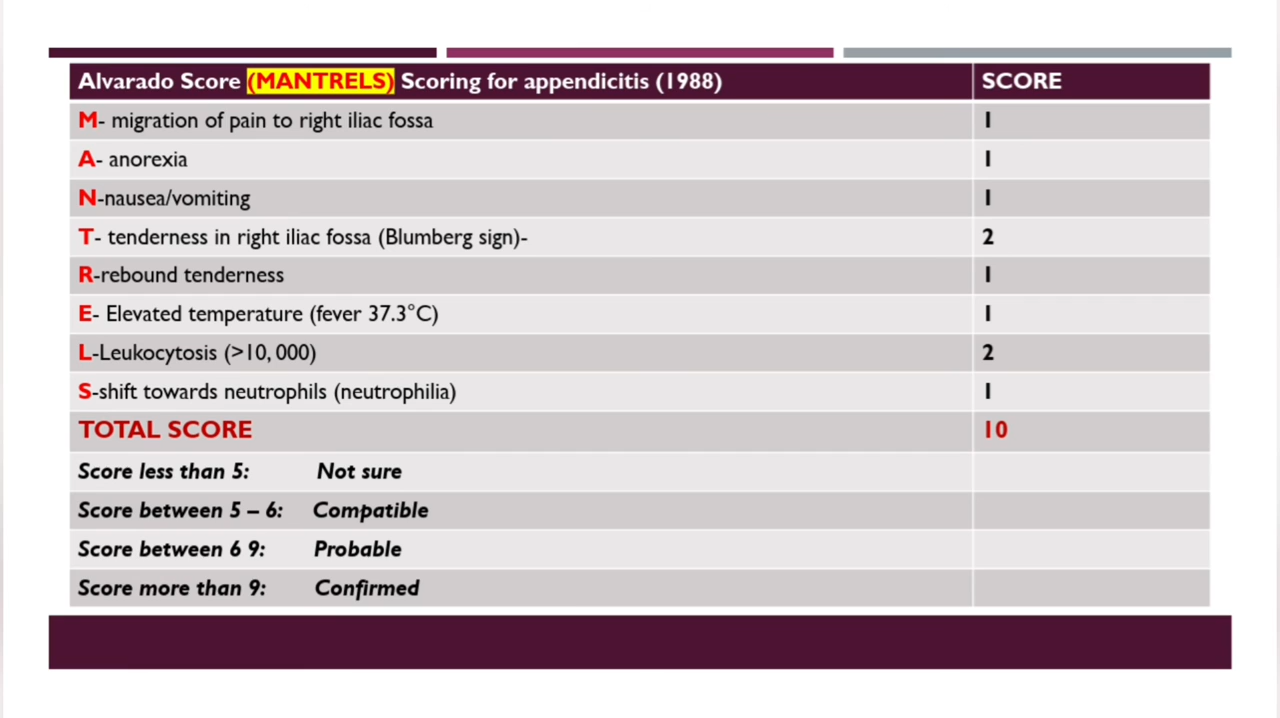 Alvarado Score (MANTRELS) Scoring for appendicitis (1988) SCORE
M- migration of pain to right iliac fossa 1
A- anorexia 1
N-nausea/vomiting 1
T- tenderness in right iliac fossa (Blumberg sign)- 2
R-rebound tenderness 1
E- Elevated temperature (fever 37.3°C) 1
L-Leukocytosis (>10, 000) 2
S-shift towards neutrophils (neutrophilia) 1
TOTAL SCORE 10
Score less than 5: Not sure
Score between 5 – 6: Compatible
Score between 6 9: Probable
Score more than 9: Confirmed